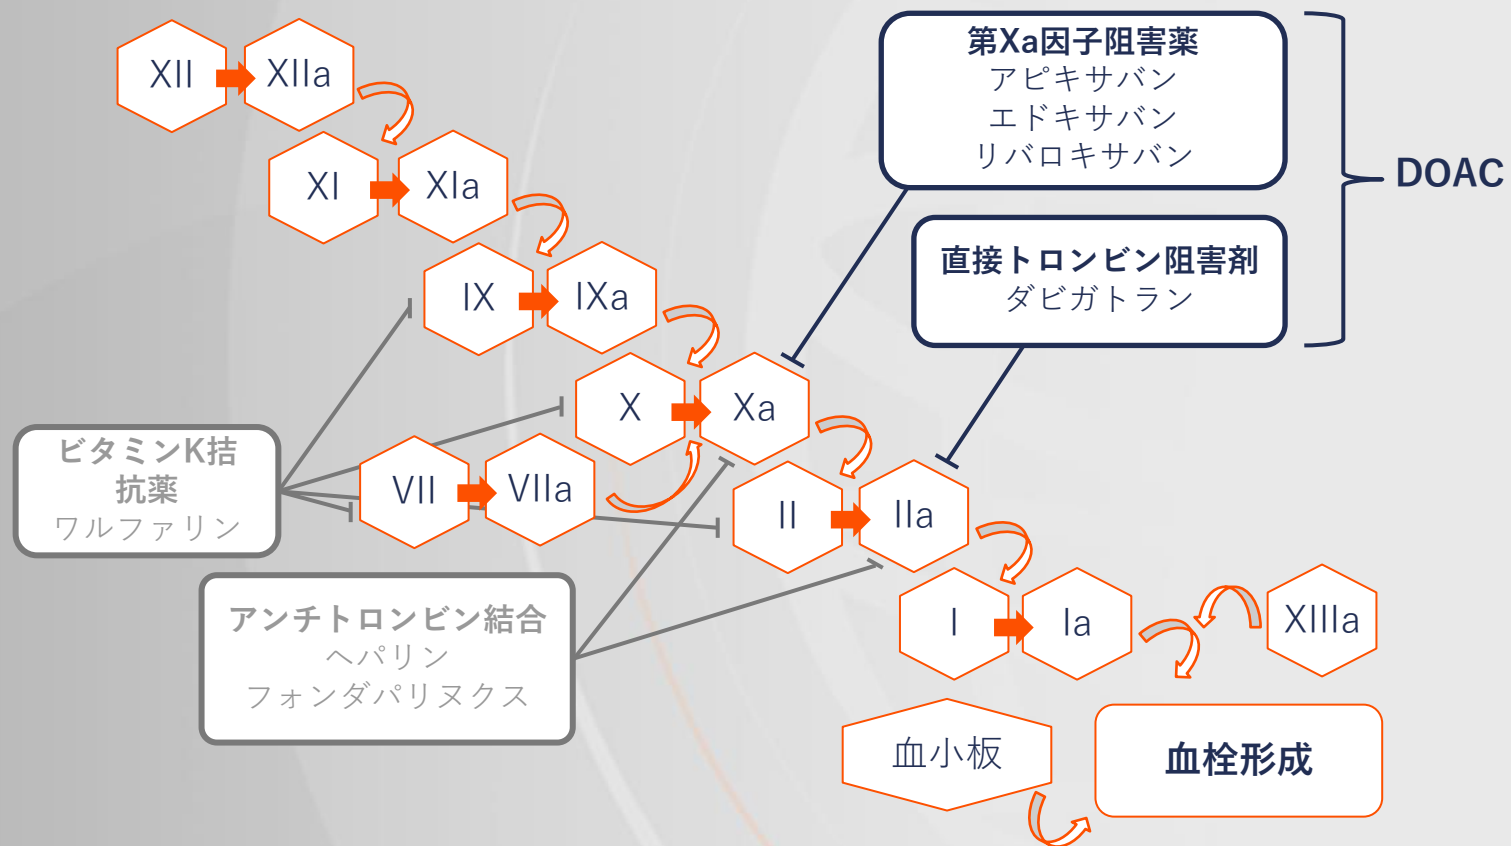 XII
XIIa
XI
XIa
IX
IXa
X
Xa
VII
VIIa
II
IIa
I
Ia
XIIIa
第Xa因子阻害薬
アピキサバン
エドキサバン
リバロキサバン
直接トロンビン阻害剤
ダビガトラン
DOAC
ビタミンK拮
抗薬
ワルファリン
アンチトロンビン結合
ヘパリン
フォンダパリヌクス
血小板
血栓形成